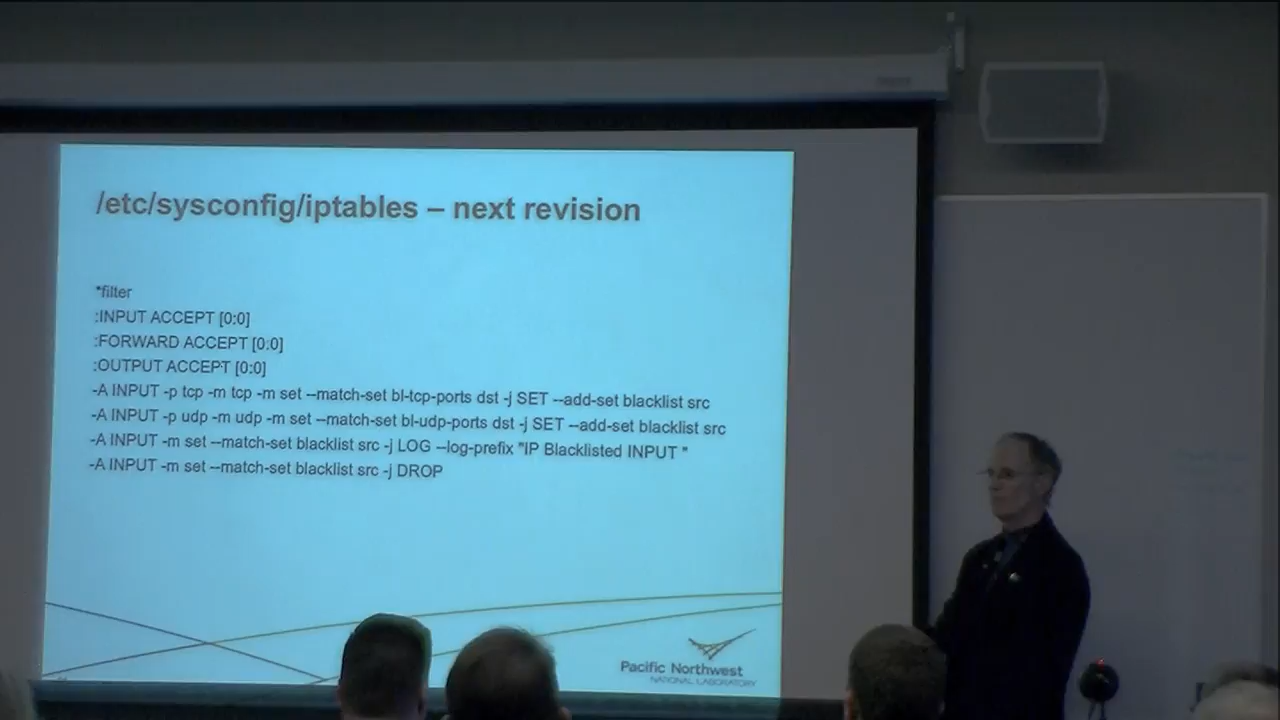 /etc/sysconfig/iptables – next revision
*filter
:INPUT ACCEPT [0:0]
:FORWARD ACCEPT [0:0]
:OUTPUT ACCEPT [0:0]
-A INPUT -p tcp -m tcp -m set --match-set bl-tcp-ports dst -j SET --add-set blacklist src
-A INPUT -p udp -m udp -m set --match-set bl-udp-ports dst -j SET --add-set blacklist src
-A INPUT -m set --match-set blacklist src -j LOG --log-prefix "IP Blacklisted INPUT "
-A INPUT -m set --match-set blacklist src -j DROP
Pacific Northwest
NATIONAL LABORATORY